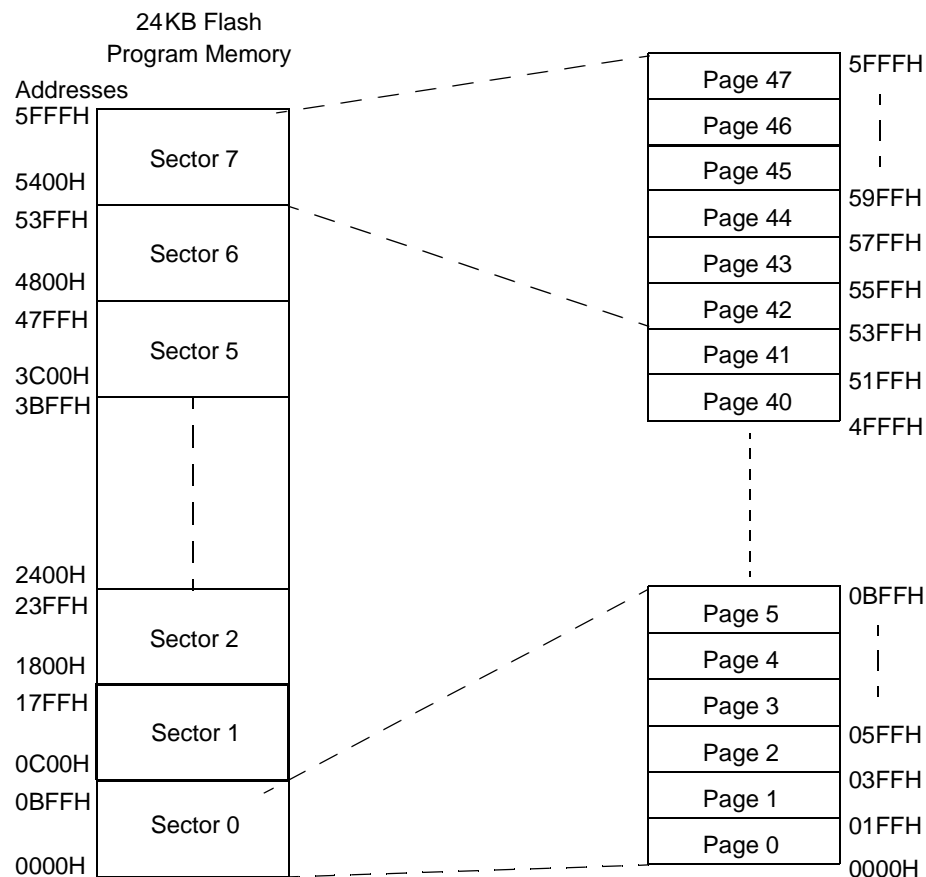 24KB Flash
Program Memory
Addresses
5FFFH
Sector 7
5400H
53FFH
Sector 6
4800H
47FFH
Sector 5
3C00H
3BFFH
2400H
23FFH
Sector 2
1800H
17FFH
Sector 1
0C00H
0BFFH
Sector 0
0000H
Page 47
5FFFH
Page 46
Page 45
59FFH
Page 44
57FFH
Page 43
55FFH
Page 42
53FFH
Page 41
51FFH
Page 40
4FFFH
Page 5
0BFFH
Page 4
Page 3
05FFH
Page 2
03FFH
Page 1
01FFH
Page 0
0000H